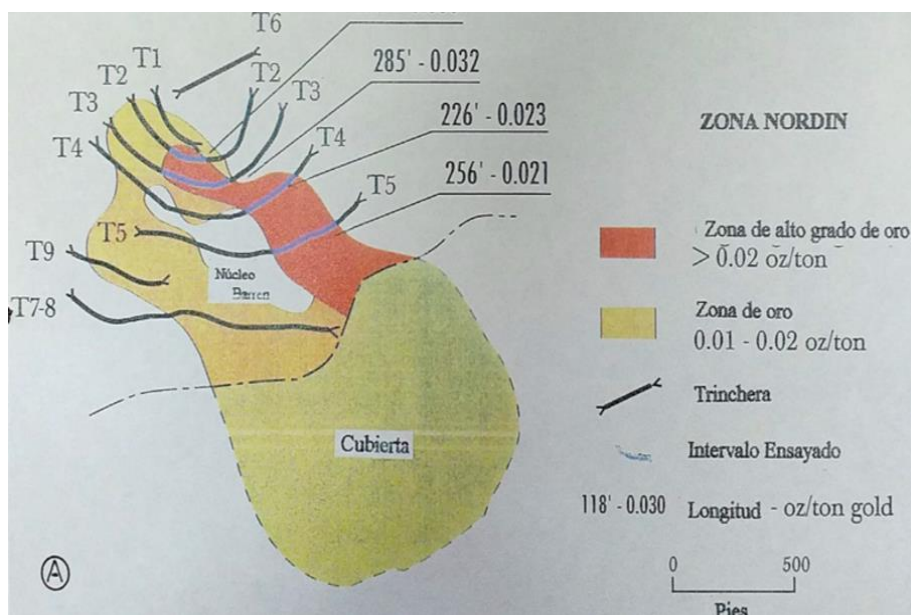 T6
T1
T2
T3
T4
T2
T3
T4
T5
285' - 0.032
226' - 0.023
256' - 0.021
T5
T9
T7-8
Núcleo
Barren
Cubierta
A
ZONA NORDIN
Zona de alto grado de oro
> 0.02 oz/ton
Zona de oro
0.01 - 0.02 oz/ton
Trinchera
Intervalo Ensayado
118' - 0.030 Longitud - oz/ton gold
0 500
Pies